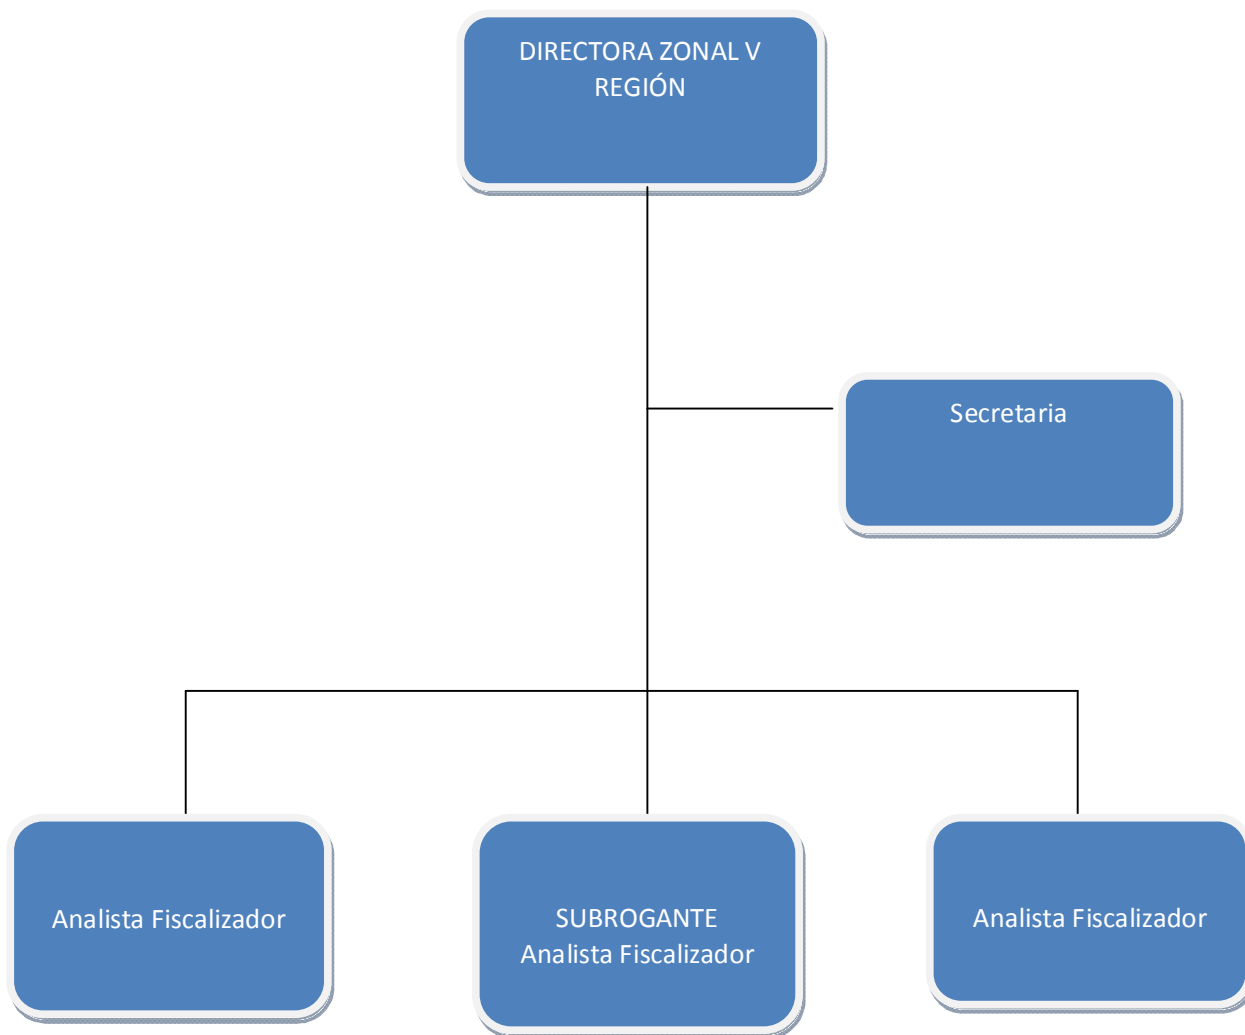 DIRECTORA ZONAL V
REGIÓN
Secretaria
Analista Fiscalizador
SUBROGANTE
Analista Fiscalizador
Analista Fiscalizador